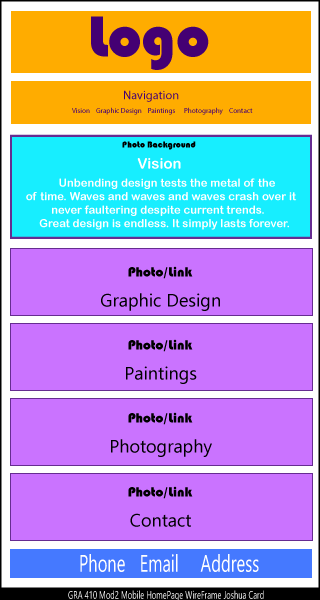 Logo
Navigation
Vision Graphic Design Paintings Photography Contact
Photo Background
Vision
Unbending design tests the metal of the
of time. Waves and waves and waves crash over it
never faultering despite current trends.
Great design is endless. It simply lasts forever.
Photo/Link
Graphic Design
Photo/Link
Paintings
Photo/Link
Photography
Photo/Link
Contact
Phone Email Address
GRA 410 Mod2 Mobile HomePage WireFrame Joshua Card